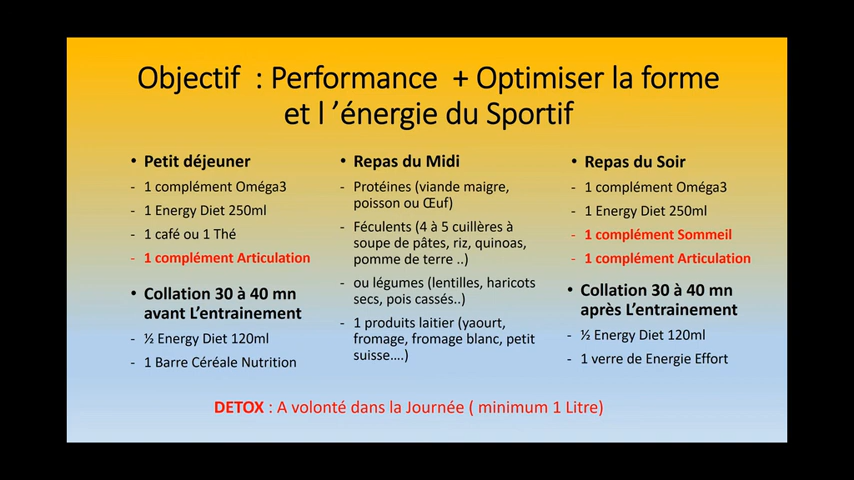 Objectif  : Performance  + Optimiser la forme
et l ’énergie du Sportif
• Petit déjeuner
- 1 complément Oméga3
- 1 Energy Diet 250ml
- 1 café ou 1 Thé
- 1 complément Articulation
• Collation 30 à 40 mn
avant L’entrainement
- ½ Energy Diet 120ml
- 1 Barre Céréale Nutrition
• Repas du Midi
- Protéines (viande maigre,
poisson ou Œuf)
- Féculents (4 à 5 cuillères à
soupe de pâtes, riz, quinoas,
pomme de terre ..)
- ou légumes (lentilles, haricots
secs, pois cassés..)
- 1 produits laitier (yaourt,
fromage, fromage blanc, petit
suisse....)
• Repas du Soir
- 1 complément Oméga3
- 1 Energy Diet 250ml
- 1 complément Sommeil
- 1 complément Articulation
• Collation 30 à 40 mn
après L’entrainement
- ½ Energy Diet 120ml
- 1 verre de Energie Effort
DETOX : A volonté dans la Journée ( minimum 1 Litre)